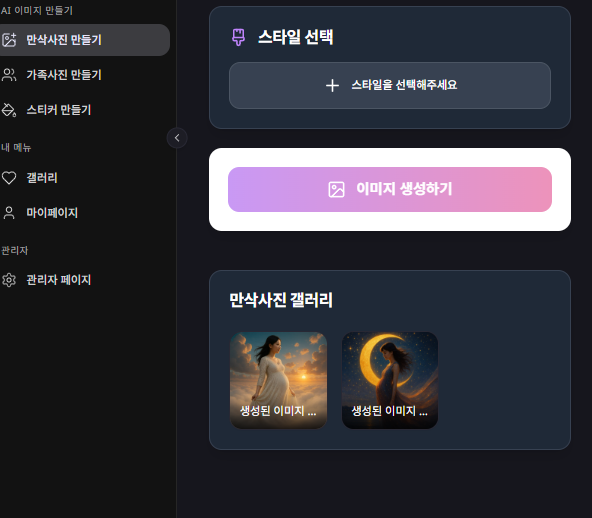 AI 이미지 만들기
만삭사진 만들기
가족사진 만들기
스티커 만들기
내 메뉴
갤러리
마이페이지
관리자
관리자 페이지
스타일 선택
스타일을 선택해주세요
이미지 생성하기
만삭사진 갤러리
생성된 이미지 ...
생성된 이미지 ...